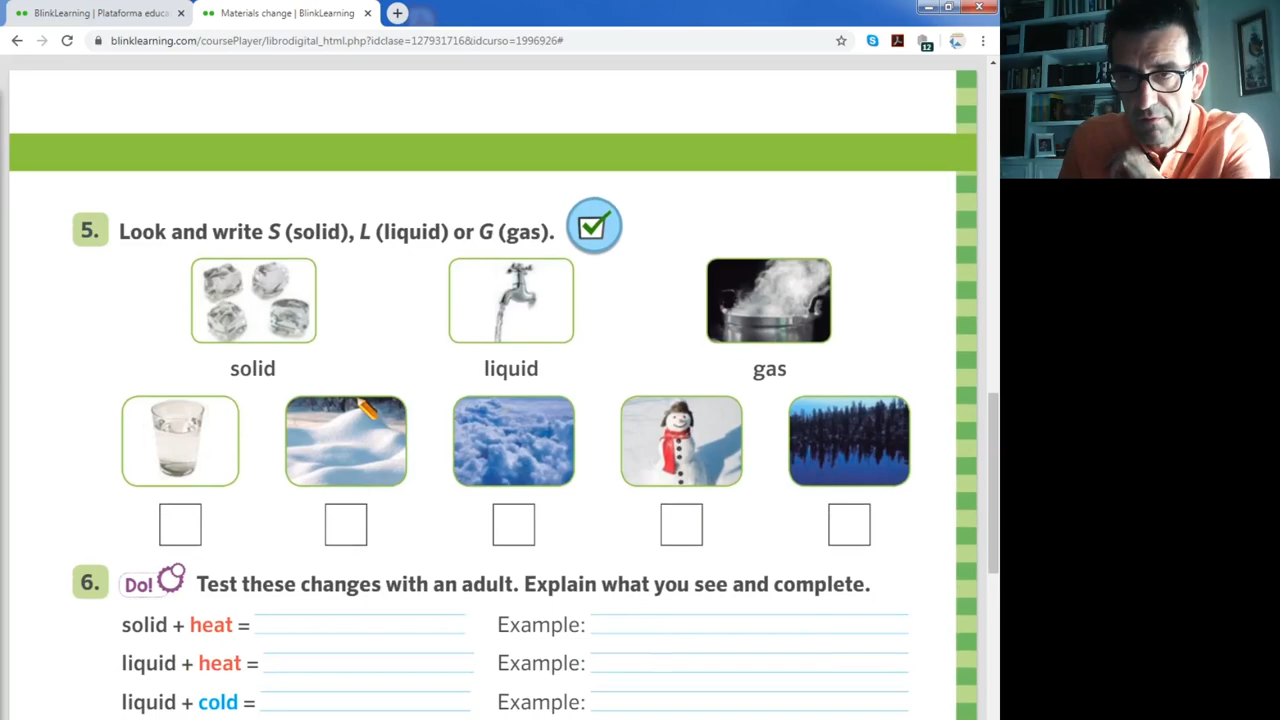 BlinkLearning | Plataforma educa
Materials change | BlinkLearning
blinklearning.com/coursePlayer/librodigital_html.php?idclase=127931716&idcurso=1996926#
12
5. Look and write S (solid), L (liquid) or G (gas).
solid liquid gas
6. Do! Test these changes with an adult. Explain what you see and complete.
solid + heat = Example:
liquid + heat = Example:
liquid + cold = Example: